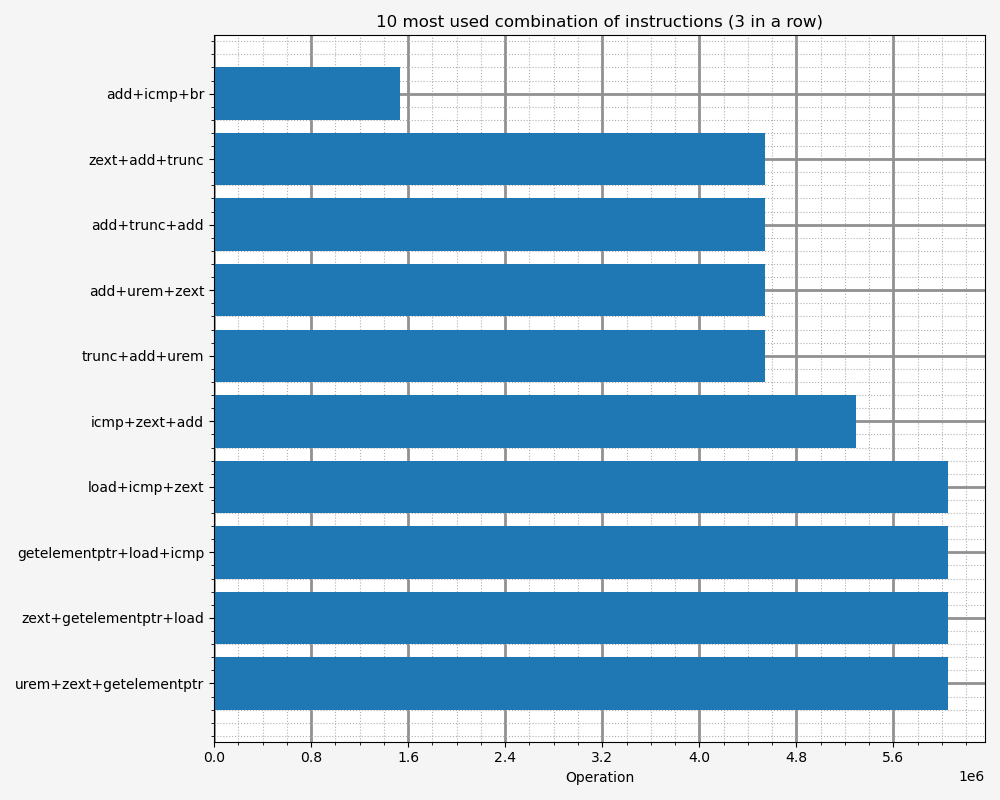 10 most used combination of instructions (3 in a row)
add+icmp+br
zext+add+trunc
add+trunc+add
add+urem+zext
trunc+add+urem
icmp+zext+add
load+icmp+zext
getelementptr+load+icmp
zext+getelementptr+load
urem+zext+getelementptr
0.0 0.8 1.6 2.4 3.2 4.0 4.8 5.6
Operation
1e6